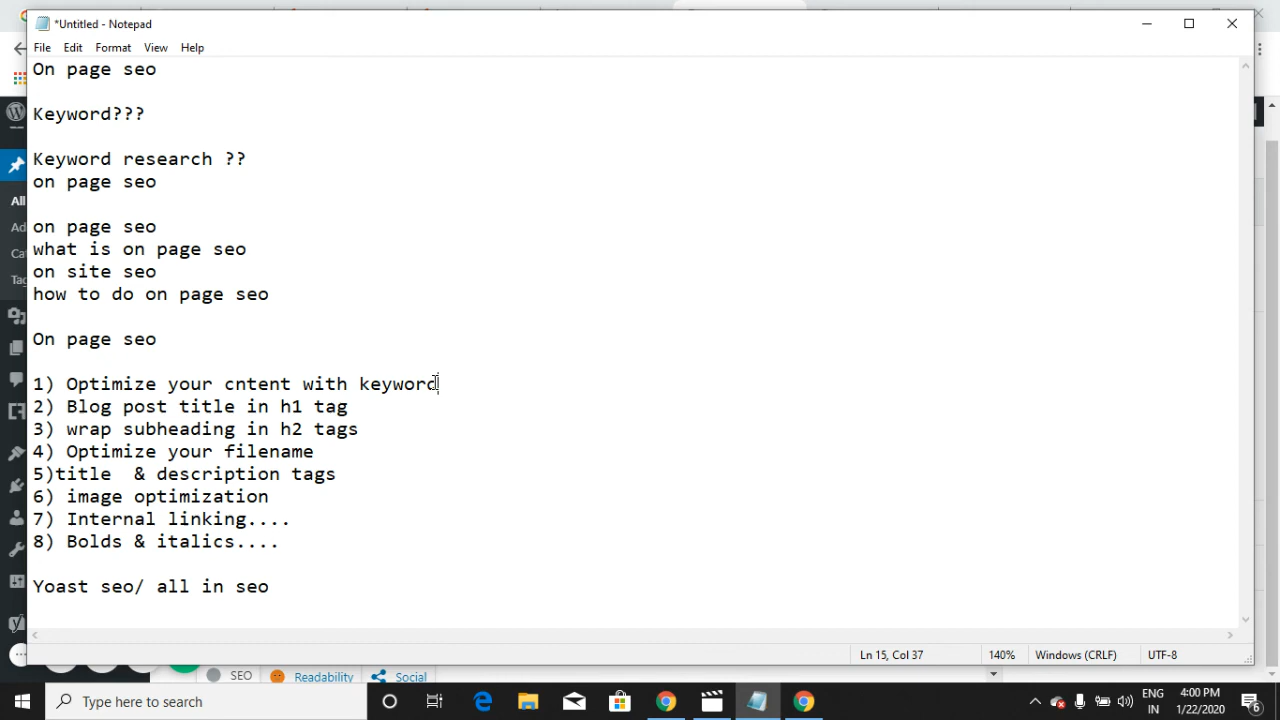 *Untitled - Notepad
File Edit Format View Help
On page seo
Keyword???
Keyword research ??
on page seo
on page seo
what is on page seo
on site seo
how to do on page seo
On page seo
1) Optimize your cntent with keyword
2) Blog post title in h1 tag
3) wrap subheading in h2 tags
4) Optimize your filename
5)title  & description tags
6) image optimization
7) Internal linking....
8) Bolds & italics....
Yoast seo/ all in seo
All
Ad
Cat
Tag
Ln 15, Col 37
140%
Windows (CRLF)
UTF-8
SEO
Readability
Social
Type here to search
ENG
IN
4:00 PM
1/22/2020
6